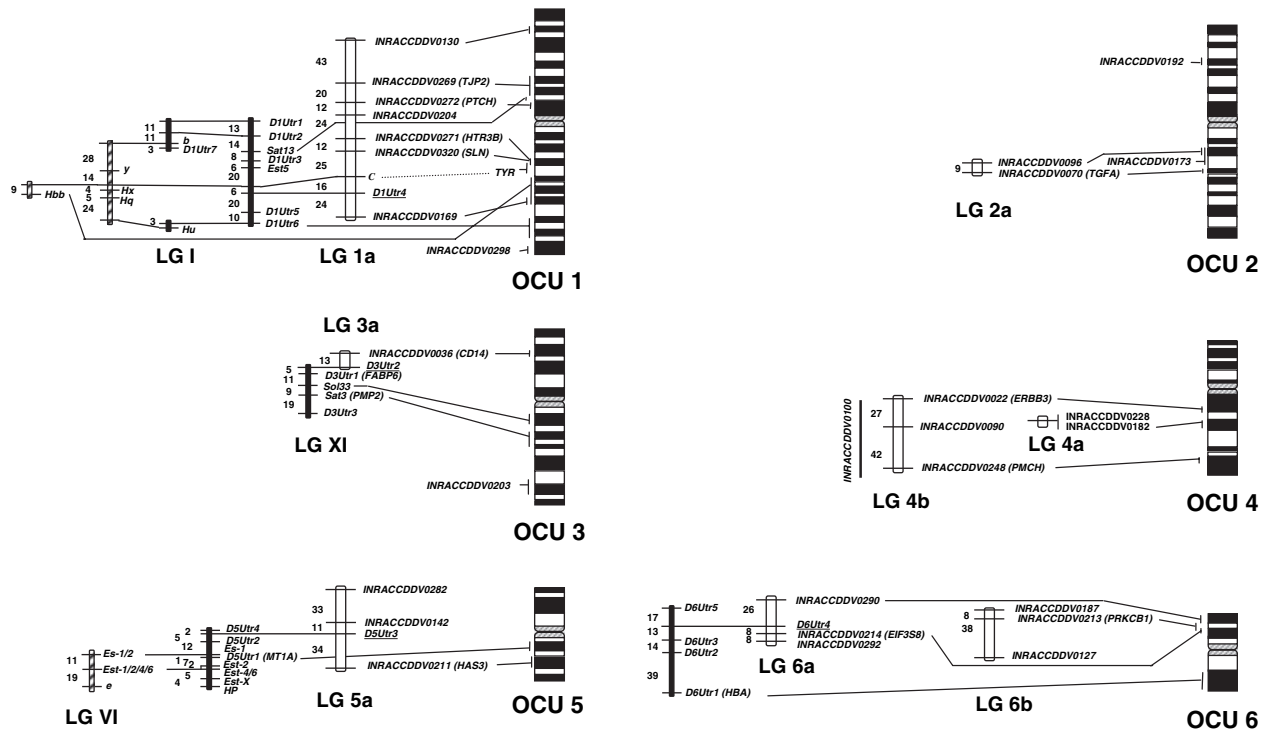 INRACCDDV0130
43
INRACCDDV0269 (TJP2)
20
INRACCDDV0272 (PTCH)
12
INRACCDDV0204
24
INRACCDDV0271 (HTR3B)
12
INRACCDDV0320 (SLN)
25
TYR
C
16
D1Utr4
24
INRACCDDV0169
INRACCDDV0298
D1Utr1
13
D1Utr2
14
Sat13
8
D1Utr3
6
Est5
20
6
20
D1Utr5
10
D1Utr6
11
11
b
3
D1Utr7
3
Hu
28
y
14
4
Hx
5
Hq
24
9
Hbb
LG I
LG 1a
OCU 1
INRACCDDV0192
INRACCDDV0096
INRACCDDV0173
9
INRACCDDV0070 (TGFA)
LG 2a
OCU 2
LG 3a
INRACCDDV0036 (CD14)
13
D3Utr2
5
D3Utr1 (FABP6)
11
Sol33
9
Sat3 (PMP2)
19
D3Utr3
LG XI
INRACCDDV0203
OCU 3
INRACCDDV0100
INRACCDDV0022 (ERBB3)
27
INRACCDDV0090
42
INRACCDDV0248 (PMCH)
INRACCDDV0228
INRACCDDV0182
LG 4a
LG 4b
OCU 4
INRACCDDV0282
33
INRACCDDV0142
11
D5Utr3
34
INRACCDDV0211 (HAS3)
2
D5Utr4
5
D5Utr2
12
Es-1
D5Utr1 (MT1A)
1
7
2
Est-2
Est-4/6
5
Est-X
4
HP
Es-1/2
11
Est-1/2/4/6
19
e
LG VI
LG 5a
OCU 5
D6Utr5
17
13
D6Utr3
14
D6Utr2
39
D6Utr1 (HBA)
26
INRACCDDV0290
D6Utr4
8
INRACCDDV0214 (EIF3S8)
8
INRACCDDV0292
LG 6a
INRACCDDV0187
8
INRACCDDV0213 (PRKCB1)
38
INRACCDDV0127
LG 6b
OCU 6